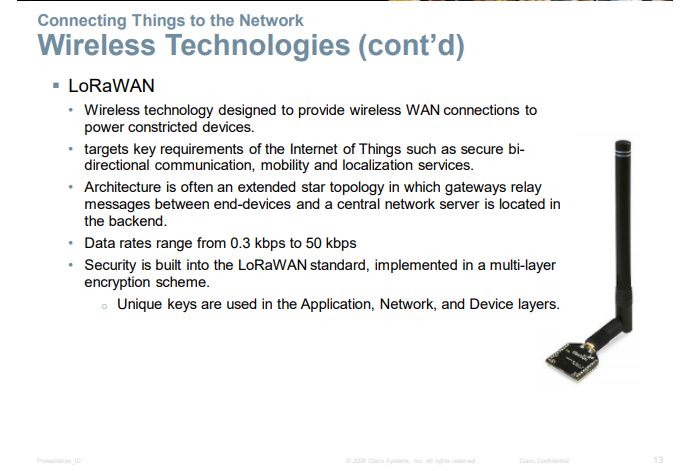 Connecting Things to the Network
Wireless Technologies (cont’d)
▪ LoRaWAN
• Wireless technology designed to provide wireless WAN connections to
power constricted devices.
• targets key requirements of the Internet of Things such as secure bi-
directional communication, mobility and localization services.
• Architecture is often an extended star topology in which gateways relay
messages between end-devices and a central network server is located in
the backend.
• Data rates range from 0.3 kbps to 50 kbps
• Security is built into the LoRaWAN standard, implemented in a multi-layer
encryption scheme.
o Unique keys are used in the Application, Network, and Device layers.
Presentation_ID
© 2008 Cisco Systems, Inc. All rights reserved.
Cisco Confidential
13